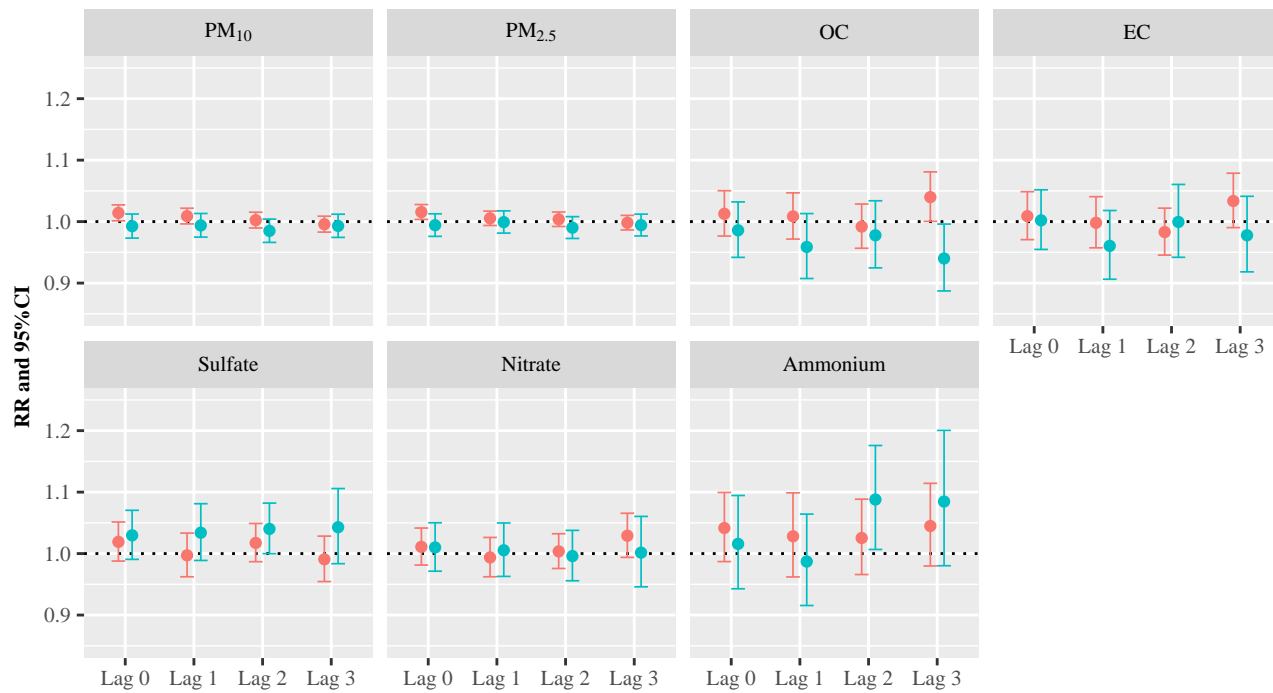 PM10
PM2.5
OC
EC
1.2
1.1
1.0
0.9
Lag 0
Lag 1
Lag 2
Lag 3
RR and 95%CI
Sulfate
Nitrate
Ammonium
1.2
1.1
1.0
0.9
Lag 0 Lag 1 Lag 2 Lag 3
Lag 0 Lag 1 Lag 2 Lag 3
Lag 0 Lag 1 Lag 2 Lag 3